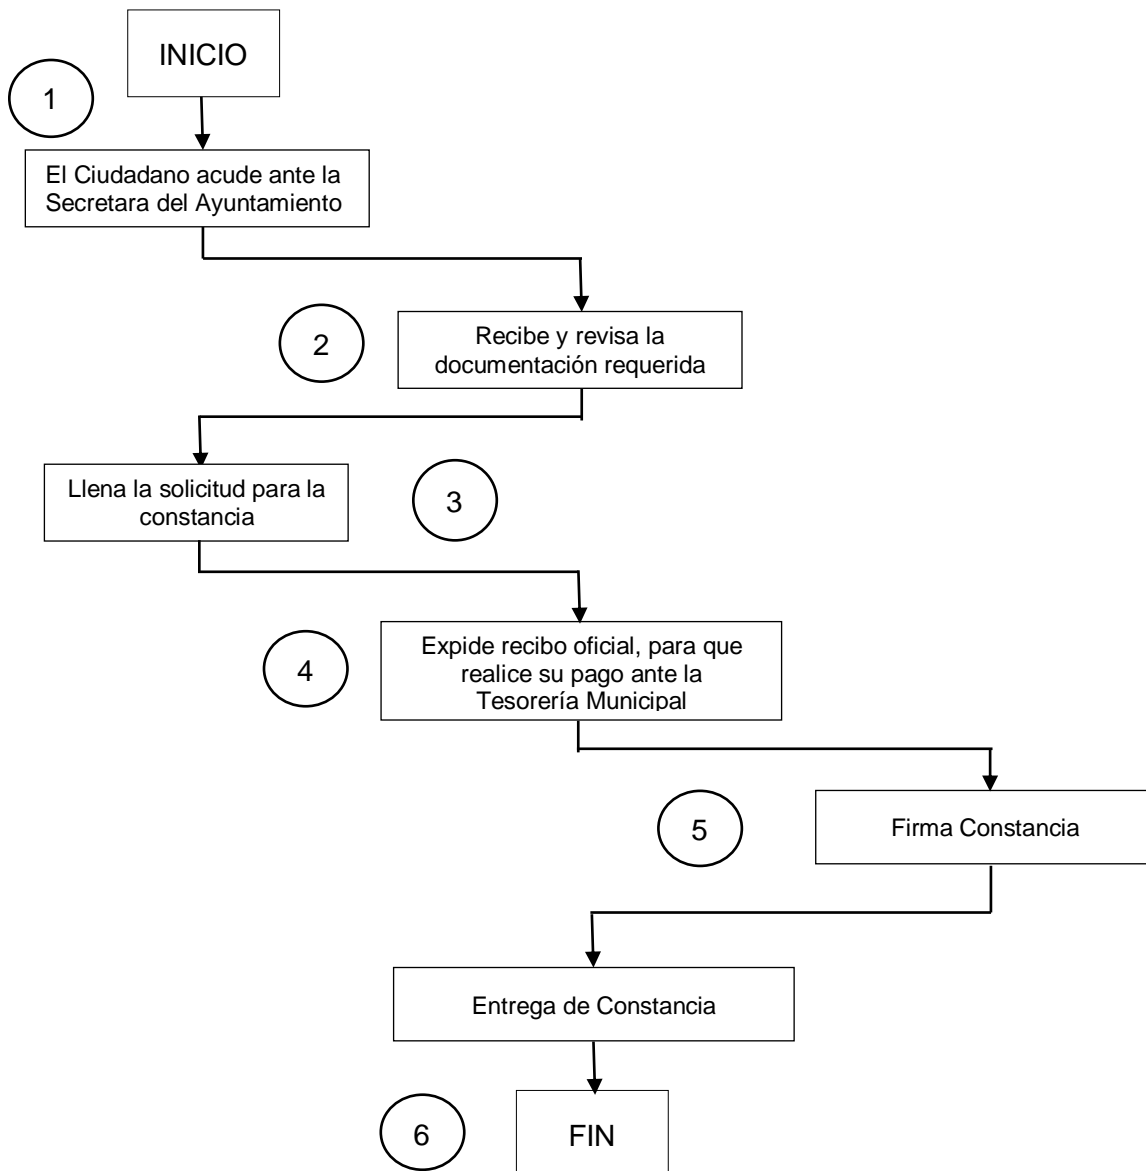 INICIO
1
El Ciudadano acude ante la
Secretara del Ayuntamiento
2
Recibe y revisa la
documentación requerida
Llena la solicitud para la
constancia
3
4
Expide recibo oficial, para que
realice su pago ante la
Tesorería Municipal
5
Firma Constancia
Entrega de Constancia
6
FIN